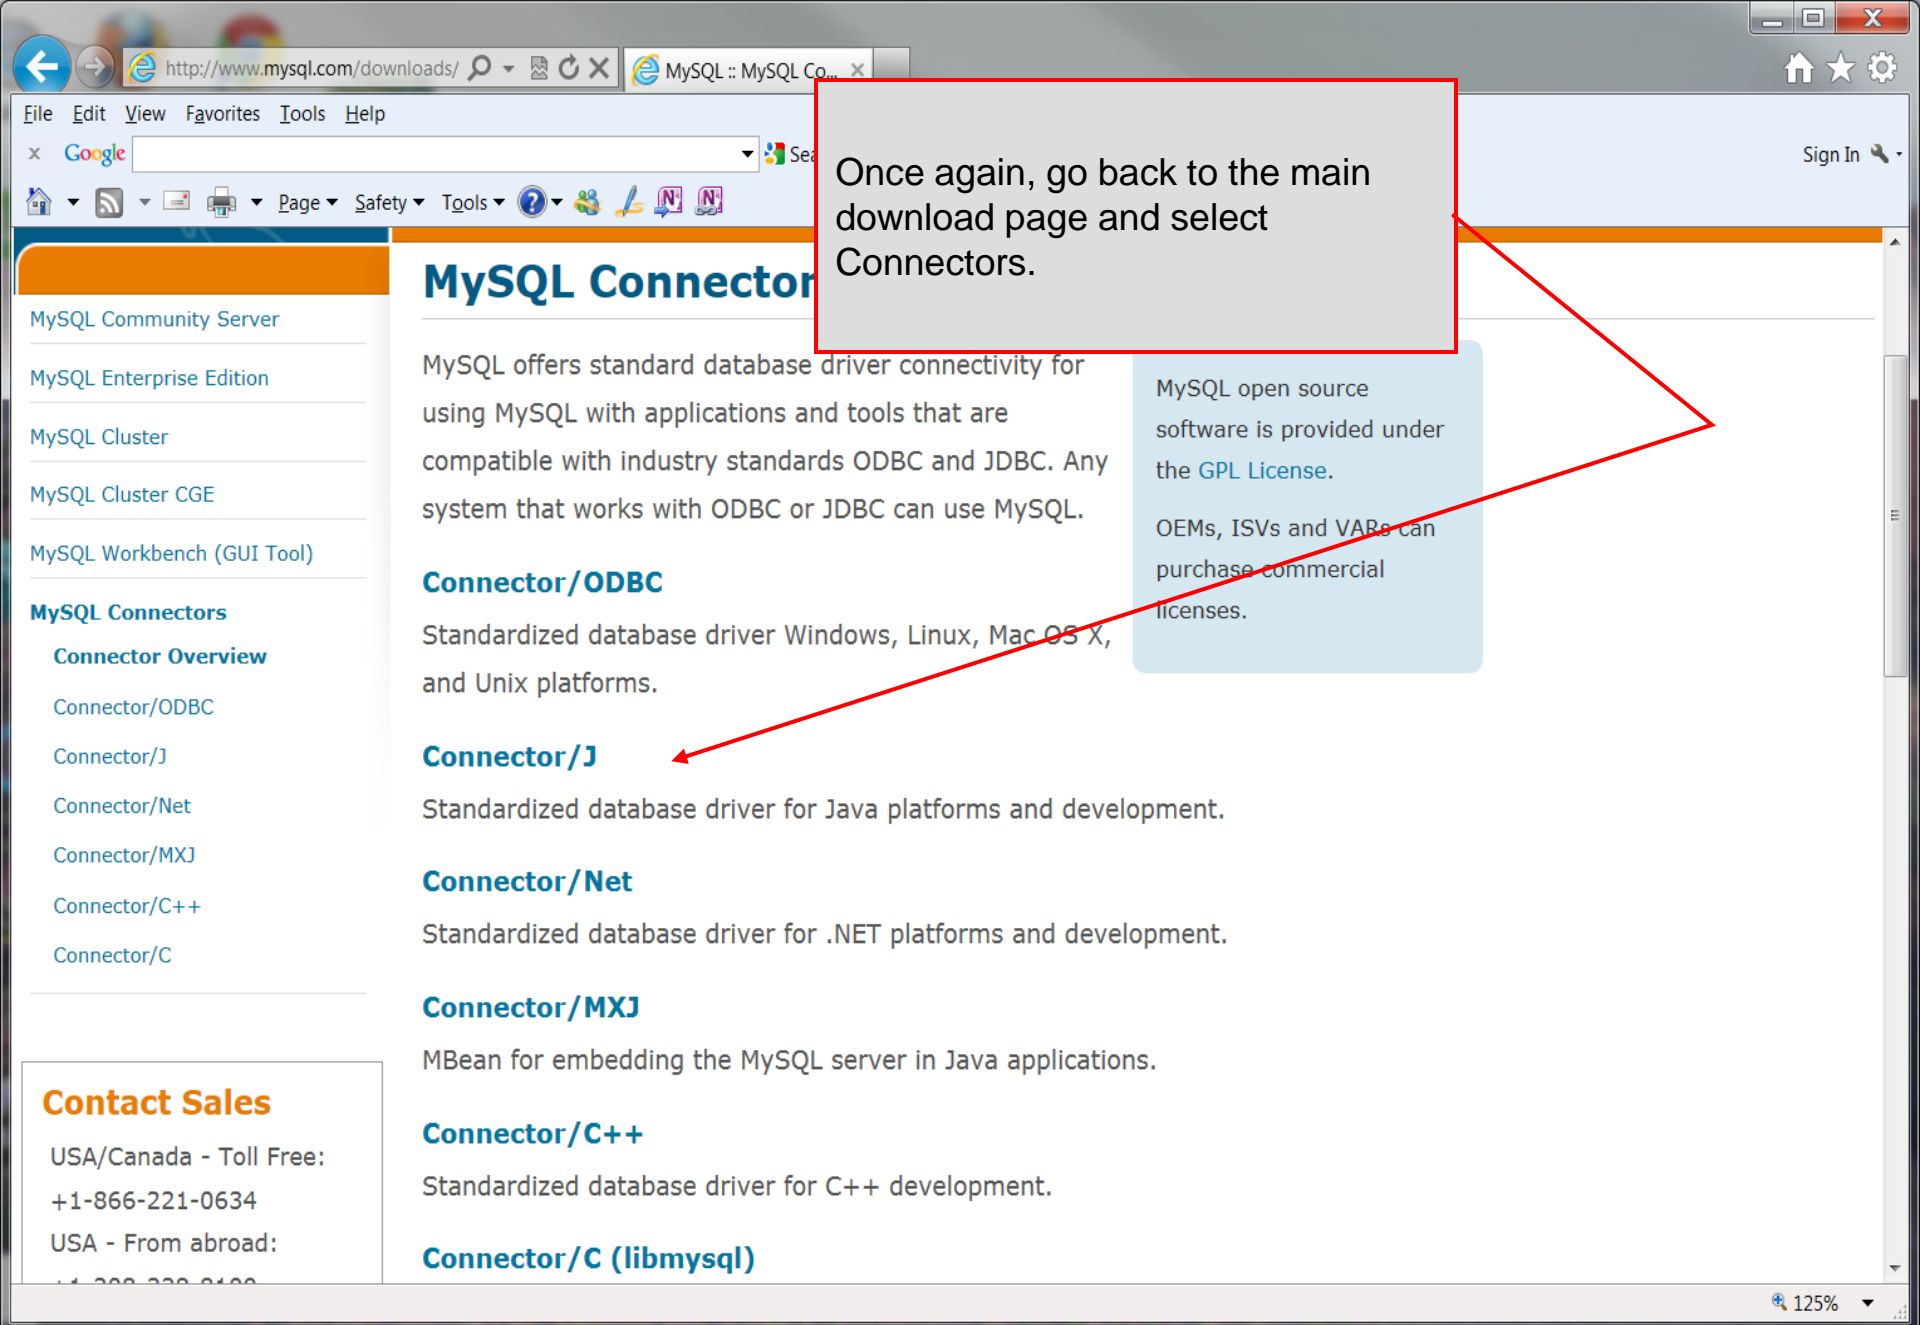 http://www.mysql.com/downloads/
MySQL :: MySQL Co...
File Edit View Favorites Tools Help
x Google
Sign In
Page Safety Tools
Once again, go back to the main
download page and select
Connectors.
MySQL Community Server
MySQL Enterprise Edition
MySQL Cluster
MySQL Cluster CGE
MySQL Workbench (GUI Tool)
MySQL Connectors
Connector Overview
Connector/ODBC
Connector/J
Connector/Net
Connector/MXJ
Connector/C++
Connector/C
Contact Sales
USA/Canada - Toll Free:
+1-866-221-0634
USA - From abroad:
MySQL Connector
MySQL offers standard database driver connectivity for
using MySQL with applications and tools that are
compatible with industry standards ODBC and JDBC. Any
system that works with ODBC or JDBC can use MySQL.
Connector/ODBC
Standardized database driver Windows, Linux, Mac OS X,
and Unix platforms.
Connector/J
Standardized database driver for Java platforms and development.
Connector/Net
Standardized database driver for .NET platforms and development.
Connector/MXJ
MBean for embedding the MySQL server in Java applications.
Connector/C++
Standardized database driver for C++ development.
Connector/C (libmysql)
MySQL open source
software is provided under
the GPL License.
OEMs, ISVs and VARs can
purchase commercial
licenses.
125%